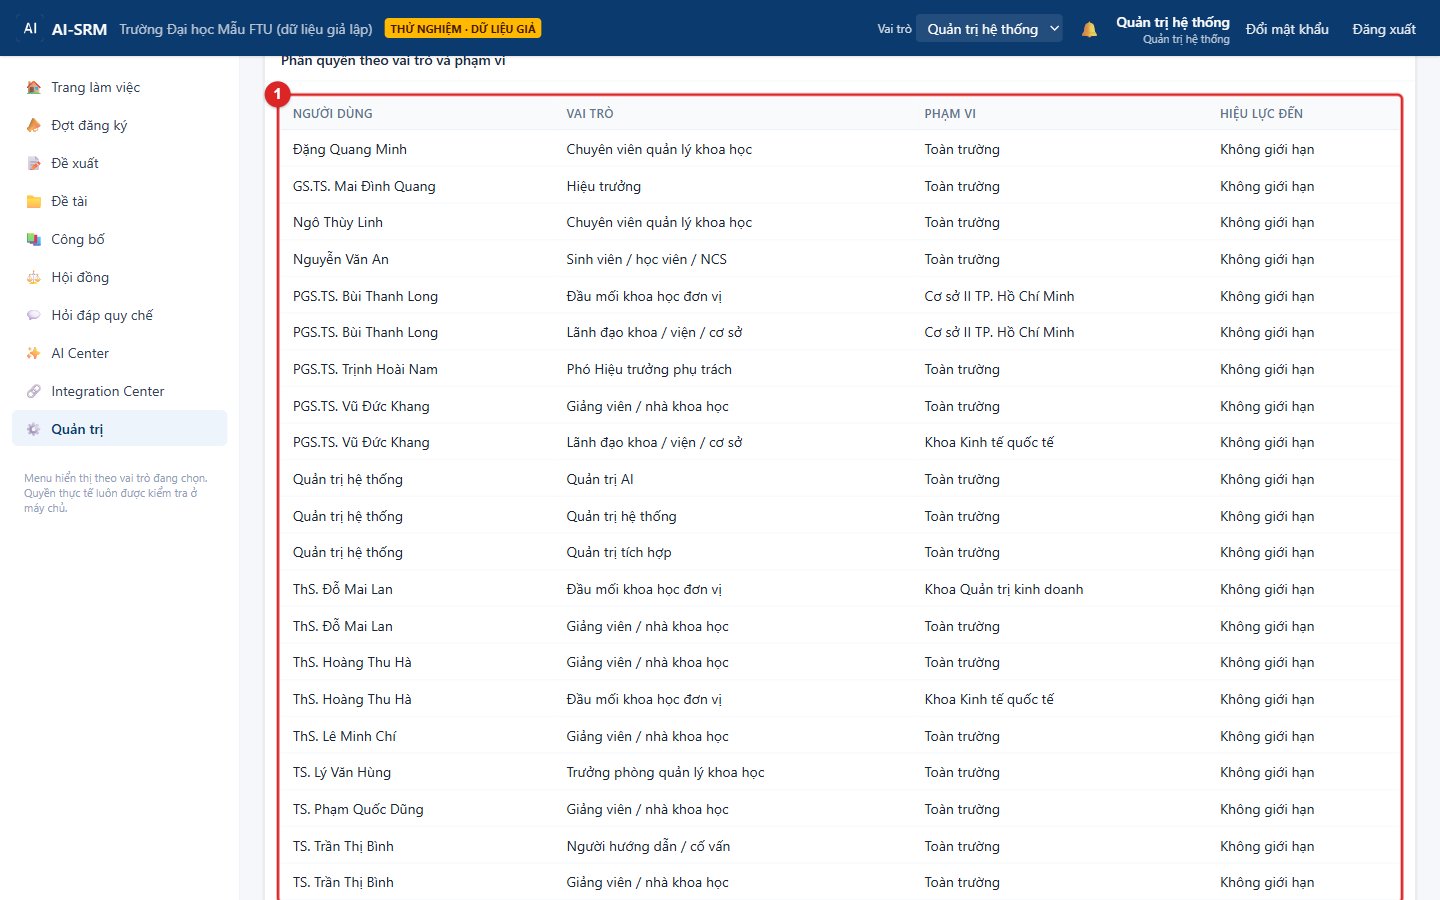 AI AI-SRM Trường Đại học Mẫu FTU (dữ liệu giả lập) THỬ NGHIỆM · DỮ LIỆU GIẢ Vai trò Quản trị hệ thống Quản trị hệ thống Đổi mật khẩu Đăng xuất
Quản trị hệ thống
Trang làm việc
Đợt đăng ký
Đề xuất
Đề tài
Công bố
Hội đồng
Hỏi đáp quy chế
AI Center
Integration Center
Quản trị
Menu hiển thị theo vai trò đang chọn.
Quyền thực tế luôn được kiểm tra ở
máy chủ.
Phân quyền theo vai trò và phạm vi
1
NGƯỜI DÙNG VAI TRÒ PHẠM VI HIỆU LỰC ĐẾN
Đặng Quang Minh Chuyên viên quản lý khoa học Toàn trường Không giới hạn
GS.TS. Mai Đình Quang Hiệu trưởng Toàn trường Không giới hạn
Ngô Thùy Linh Chuyên viên quản lý khoa học Toàn trường Không giới hạn
Nguyễn Văn An Sinh viên / học viên / NCS Toàn trường Không giới hạn
PGS.TS. Bùi Thanh Long Đầu mối khoa học đơn vị Cơ sở II TP. Hồ Chí Minh Không giới hạn
PGS.TS. Bùi Thanh Long Lãnh đạo khoa / viện / cơ sở Cơ sở II TP. Hồ Chí Minh Không giới hạn
PGS.TS. Trịnh Hoài Nam Phó Hiệu trưởng phụ trách Toàn trường Không giới hạn
PGS.TS. Vũ Đức Khang Giảng viên / nhà khoa học Toàn trường Không giới hạn
PGS.TS. Vũ Đức Khang Lãnh đạo khoa / viện / cơ sở Khoa Kinh tế quốc tế Không giới hạn
Quản trị hệ thống Quản trị AI Toàn trường Không giới hạn
Quản trị hệ thống Quản trị hệ thống Toàn trường Không giới hạn
Quản trị hệ thống Quản trị tích hợp Toàn trường Không giới hạn
ThS. Đỗ Mai Lan Đầu mối khoa học đơn vị Khoa Quản trị kinh doanh Không giới hạn
ThS. Đỗ Mai Lan Giảng viên / nhà khoa học Toàn trường Không giới hạn
ThS. Hoàng Thu Hà Giảng viên / nhà khoa học Toàn trường Không giới hạn
ThS. Hoàng Thu Hà Đầu mối khoa học đơn vị Khoa Kinh tế quốc tế Không giới hạn
ThS. Lê Minh Chí Giảng viên / nhà khoa học Toàn trường Không giới hạn
TS. Lý Văn Hùng Trưởng phòng quản lý khoa học Toàn trường Không giới hạn
TS. Phạm Quốc Dũng Giảng viên / nhà khoa học Toàn trường Không giới hạn
TS. Trần Thị Bình Người hướng dẫn / cố vấn Toàn trường Không giới hạn
TS. Trần Thị Bình Giảng viên / nhà khoa học Toàn trường Không giới hạn